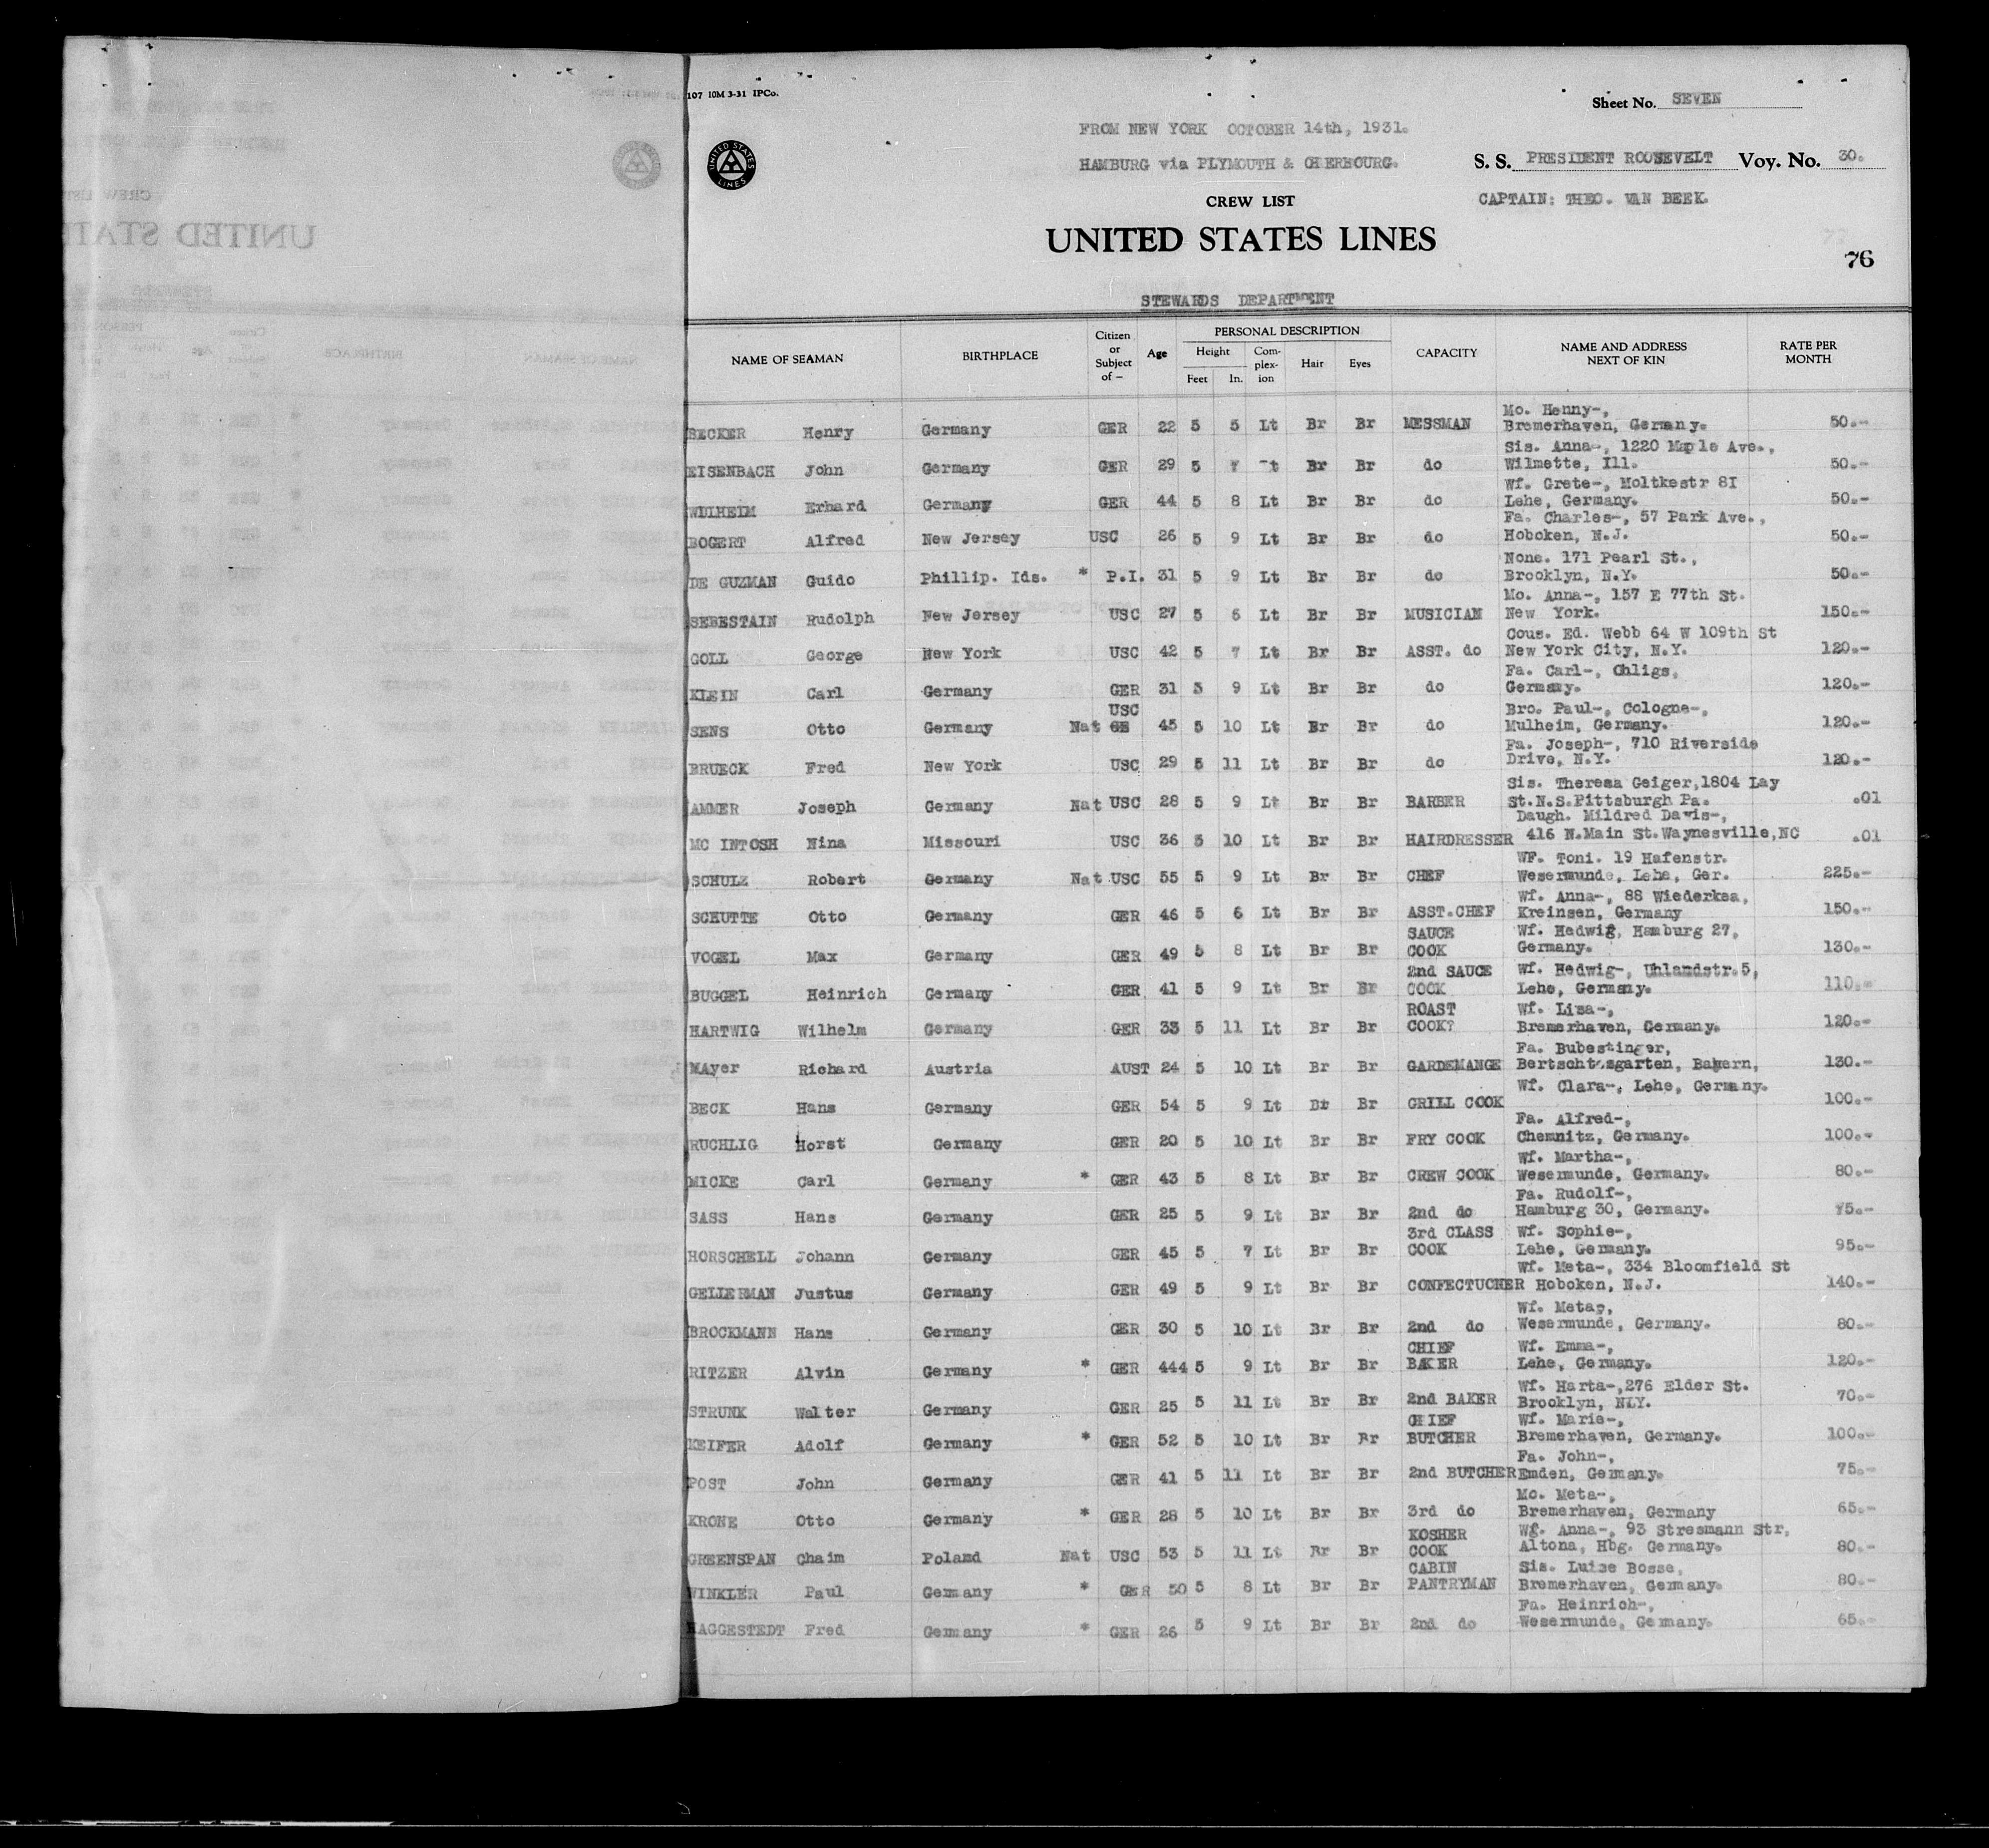 107 10M 3-31 IPCo.
Sheet No. SEVEN
FROM NEW YORK OCTOBER 14th, 1931.
HAMBURG via PLYMOUTH & CHERBOURG.
S. S. PRESIDENT ROOSEVELT Voy. No. 30.
CAPTAIN: THEO. VAN BEEK.
UNITED STATES LINES
CREW LIST
UNITED STATES LINES
76
STEWARDS DEPARTMENT
NAME OF SEAMAN BIRTHPLACE Citizen or Subject of — Age PERSONAL DESCRIPTION Height Feet In. Complexion Hair Eyes CAPACITY NAME AND ADDRESS NEXT OF KIN RATE PER MONTH
Mo. Henny-,
BECKER Henry Germany GER 22 5 5 Lt Br Br MESSMAN Bremerhaven, Germany. 50.-
Sis. Anna-, 1220 Maple Ave.,
EISENBACH John Germany GER 29 5 7 Br Br do Wilmette, Ill. 50.-
Wf. Grete-, Moltkestr 8I
Erhard Germany GER 44 5 8 Lt Br Br do Lehe, Germany. 50.-
Fa. Charles-, 57 Park Ave.,
BOGERT Alfred New Jersey USC 26 5 9 Lt Br Br do Hoboken, N.J. 50.-
None. 171 Pearl St.,
DE GUZMAN Guido Phillip. Ids. * P.I. 31 5 9 Lt Br Br do Brooklyn, N.Y. 50.-
Mo. Anna-, 157 E 77th St.
SEBESTAIN Rudolph New Jersey USC 27 5 6 Lt Br Br MUSICIAN New York. 150.-
Cous. Ed. Webb 64 W 109th St
GOLL George New York USC 42 5 7 Lt Br Br ASST. do New York City, N.Y. 120.-
Fa. Carl-, Ohligs,
KLEIN Carl Germany GER 31 5 9 Lt Br Br do Germany. 120.-
USC Bro. Paul-, Cologne-,
SENS Otto Germany Nat GE 45 5 10 Lt Br Br do Mulheim, Germany. 120.-
Fa. Joseph-, 710 Riverside
BRUECK Fred New York USC 29 5 11 Lt Br Br do Drive, N.Y. 120.-
Sis. Theresa Geiger,1804 Lay
AMMER Joseph Germany Nat USC 28 5 9 Lt Br Br BARBER St.N.S.Pittsburgh Pa. .01
Daugh. Mildred Davis-,
MC INTOSH Nina Missouri USC 36 5 10 Lt Br Br HAIRDRESSER 416 N.Main St.Waynesville,NC .01
WF. Toni. 19 Hafenstr.
SCHULZ Robert Germany Nat USC 55 5 9 Lt Br Br CHEF Wesermunde, Lehe, Ger. 225.-
Wf. Anna-, 88 Wiederksa,
SCHUTTE Otto Germany GER 46 5 6 Lt Br Br ASST.CHEF Kreinsen, Germany 150.-
SAUCE Wf. Hedwig, Hamburg 27,
VOGEL Max Germany GER 49 5 8 Lt Br Br COOK Germany. 130.-
2nd SAUCE Wf. Hedwig-, Uhlandstr.5,
BUGGEL Heinrich Germany GER 41 5 9 Lt Br Br COOK Lehe, Germany. 110.-
ROAST Wf. Lisa-,
HARTWIG Wilhelm Germany GER 33 5 11 Lt Br Br COOK? Bremerhaven, Germany. 120.-
Fa. Bubestinger,
MAyer Richard Austria AUST 24 5 10 Lt Br Br GARDEMANGE Bertschtesgarten, Bayern, 130.-
Wf. Clara-, Lehe, Germany.
BECK Hans Germany GER 54 5 9 Lt Br Br GRILL COOK 100.-
Fa. Alfred-,
RUCHLIG Horst Germany GER 20 5 10 Lt Br Br FRY COOK Chemnitz, Germany. 100.-
Wf. Martha-,
MICKE Carl Germany * GER 43 5 8 Lt Br Br CREW COOK Wesermunde, Germany. 80.-
Fa. Rudolf-,
SASS Hans Germany GER 25 5 9 Lt Br Br 2nd do Hamburg 30, Germany. 75.-
3rd CLASS Wf. Sophie-,
HORSCHELL Johann Germany GER 45 5 7 Lt Br Br COOK Lehe, Germany. 95.-
Wf. Meta-, 334 Bloomfield St
GELLERMAN Justus Germany GER 49 5 9 Lt Br Br CONFECTUCHER Hoboken, N.J. 140.-
Wf. Meta,
BROCKMANN Hans Germany GER 30 5 10 Lt Br Br 2nd do Wesermunde, Germany. 80.-
CHIEF Wf. Emma-,
RITZER Alvin Germany * GER 444 5 9 Lt Br Br BAKER Lehe, Germany. 120.-
Wf. Harta-,276 Elder St.
STRUNK Walter Germany GER 25 5 11 Lt Br Br 2nd BAKER Brooklyn, NLY. 70.-
CHIEF Wf. Marie-,
KEIFER Adolf Germany * GER 52 5 10 Lt Br Br BUTCHER Bremerhaven, Germany. 100.-
Fa. John-,
POST John Germany GER 41 5 11 Lt Br Br 2nd BUTCHER Emden, Germany. 75.-
Mo. Meta-,
KRONE Otto Germany * GER 28 5 10 Lt Br Br 3rd do Bremerhaven, Germany 65.-
KOSHER Wf. Anna-, 93 Stresmann Str,
GREENSPAN Chaim Poland Nat USC 53 5 11 Lt Br Br COOK Altona, Hbg. Germany. 80.-
CABIN Sis. Luise Bosse,
WINKLER Paul Germany * GER 50 5 8 Lt Br Br PANTRYMAN Bremerhaven, Germany. 80.-
Fa. Heinrich-,
HAGGESTEDT Fred Germany * GER 26 5 9 Lt Br Br 2nd do Wesermunde, Germany. 65.-